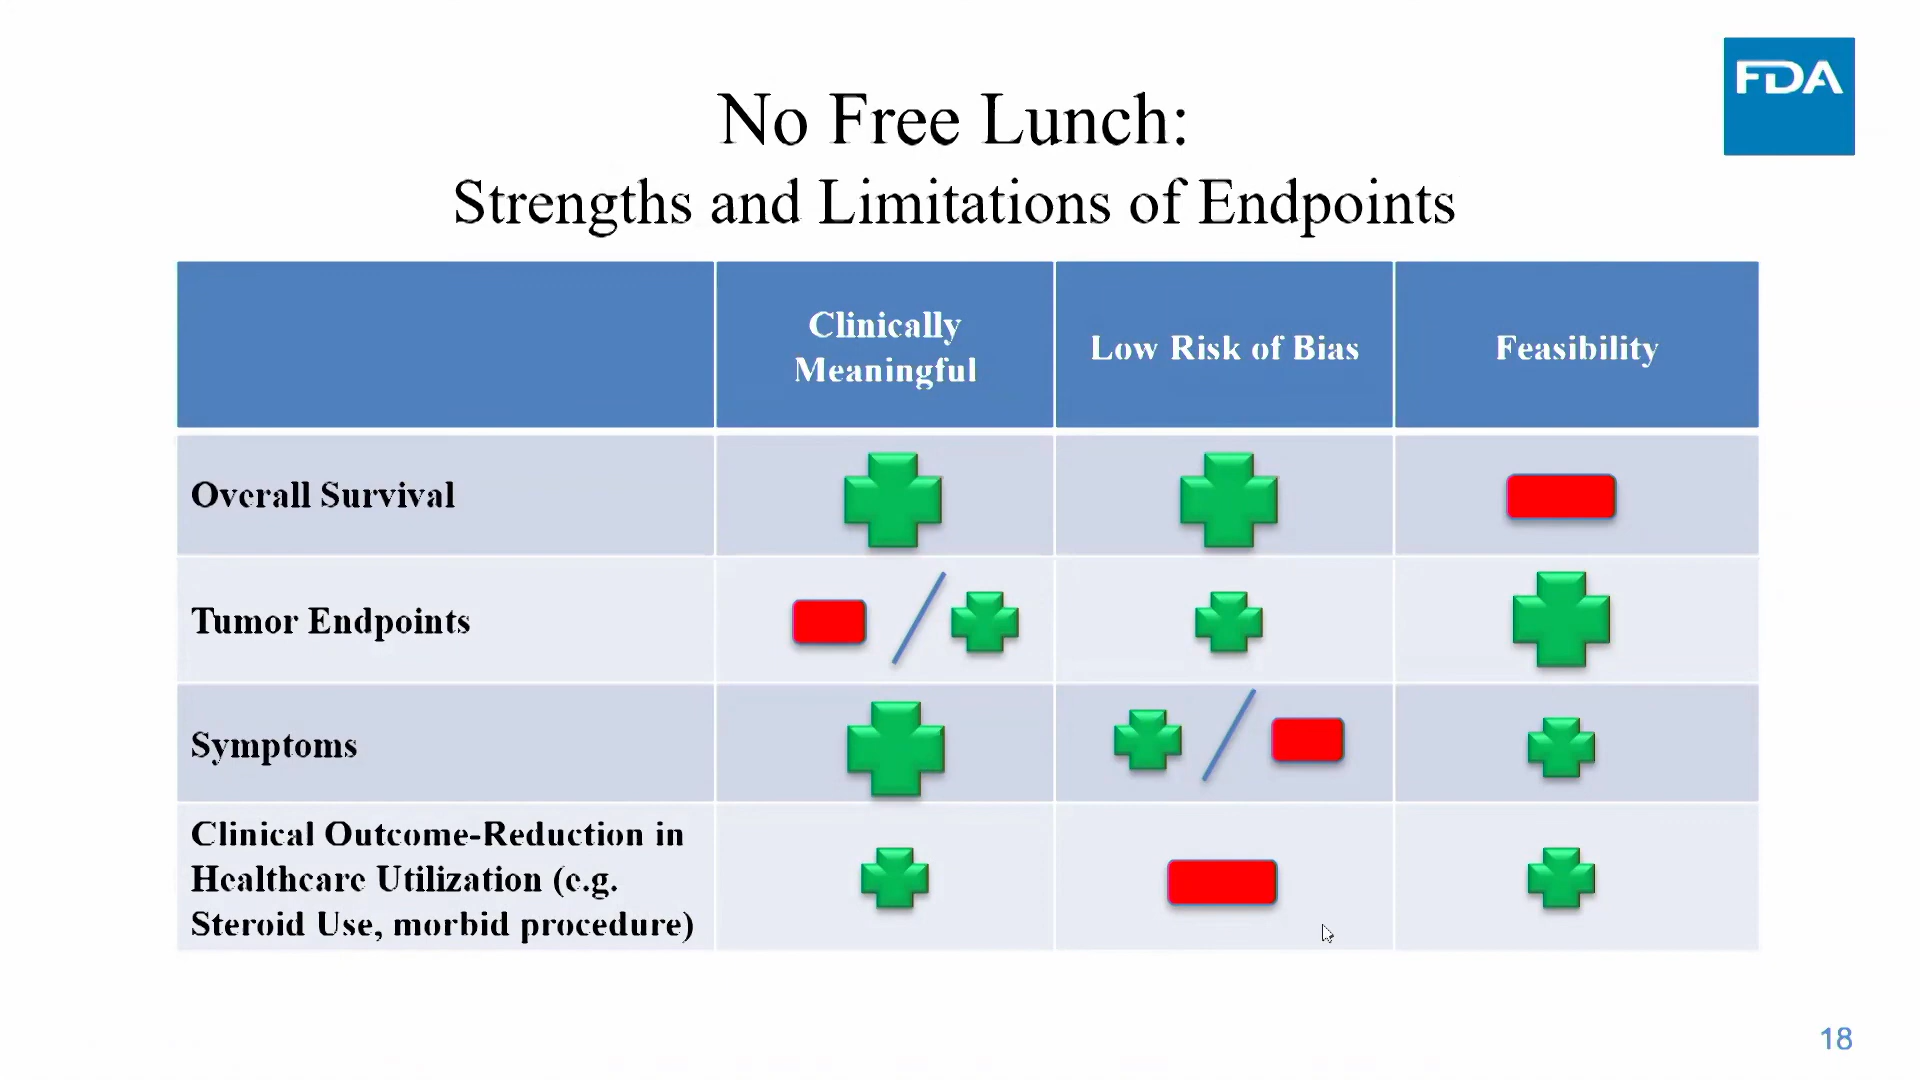 FDA
No Free Lunch:
Strengths and Limitations of Endpoints
Clinically
Meaningful
Low Risk of Bias
Feasibility
Overall Survival
Tumor Endpoints
Symptoms
Clinical Outcome-Reduction in
Healthcare Utilization (e.g.
Steroid Use, morbid procedure)
18